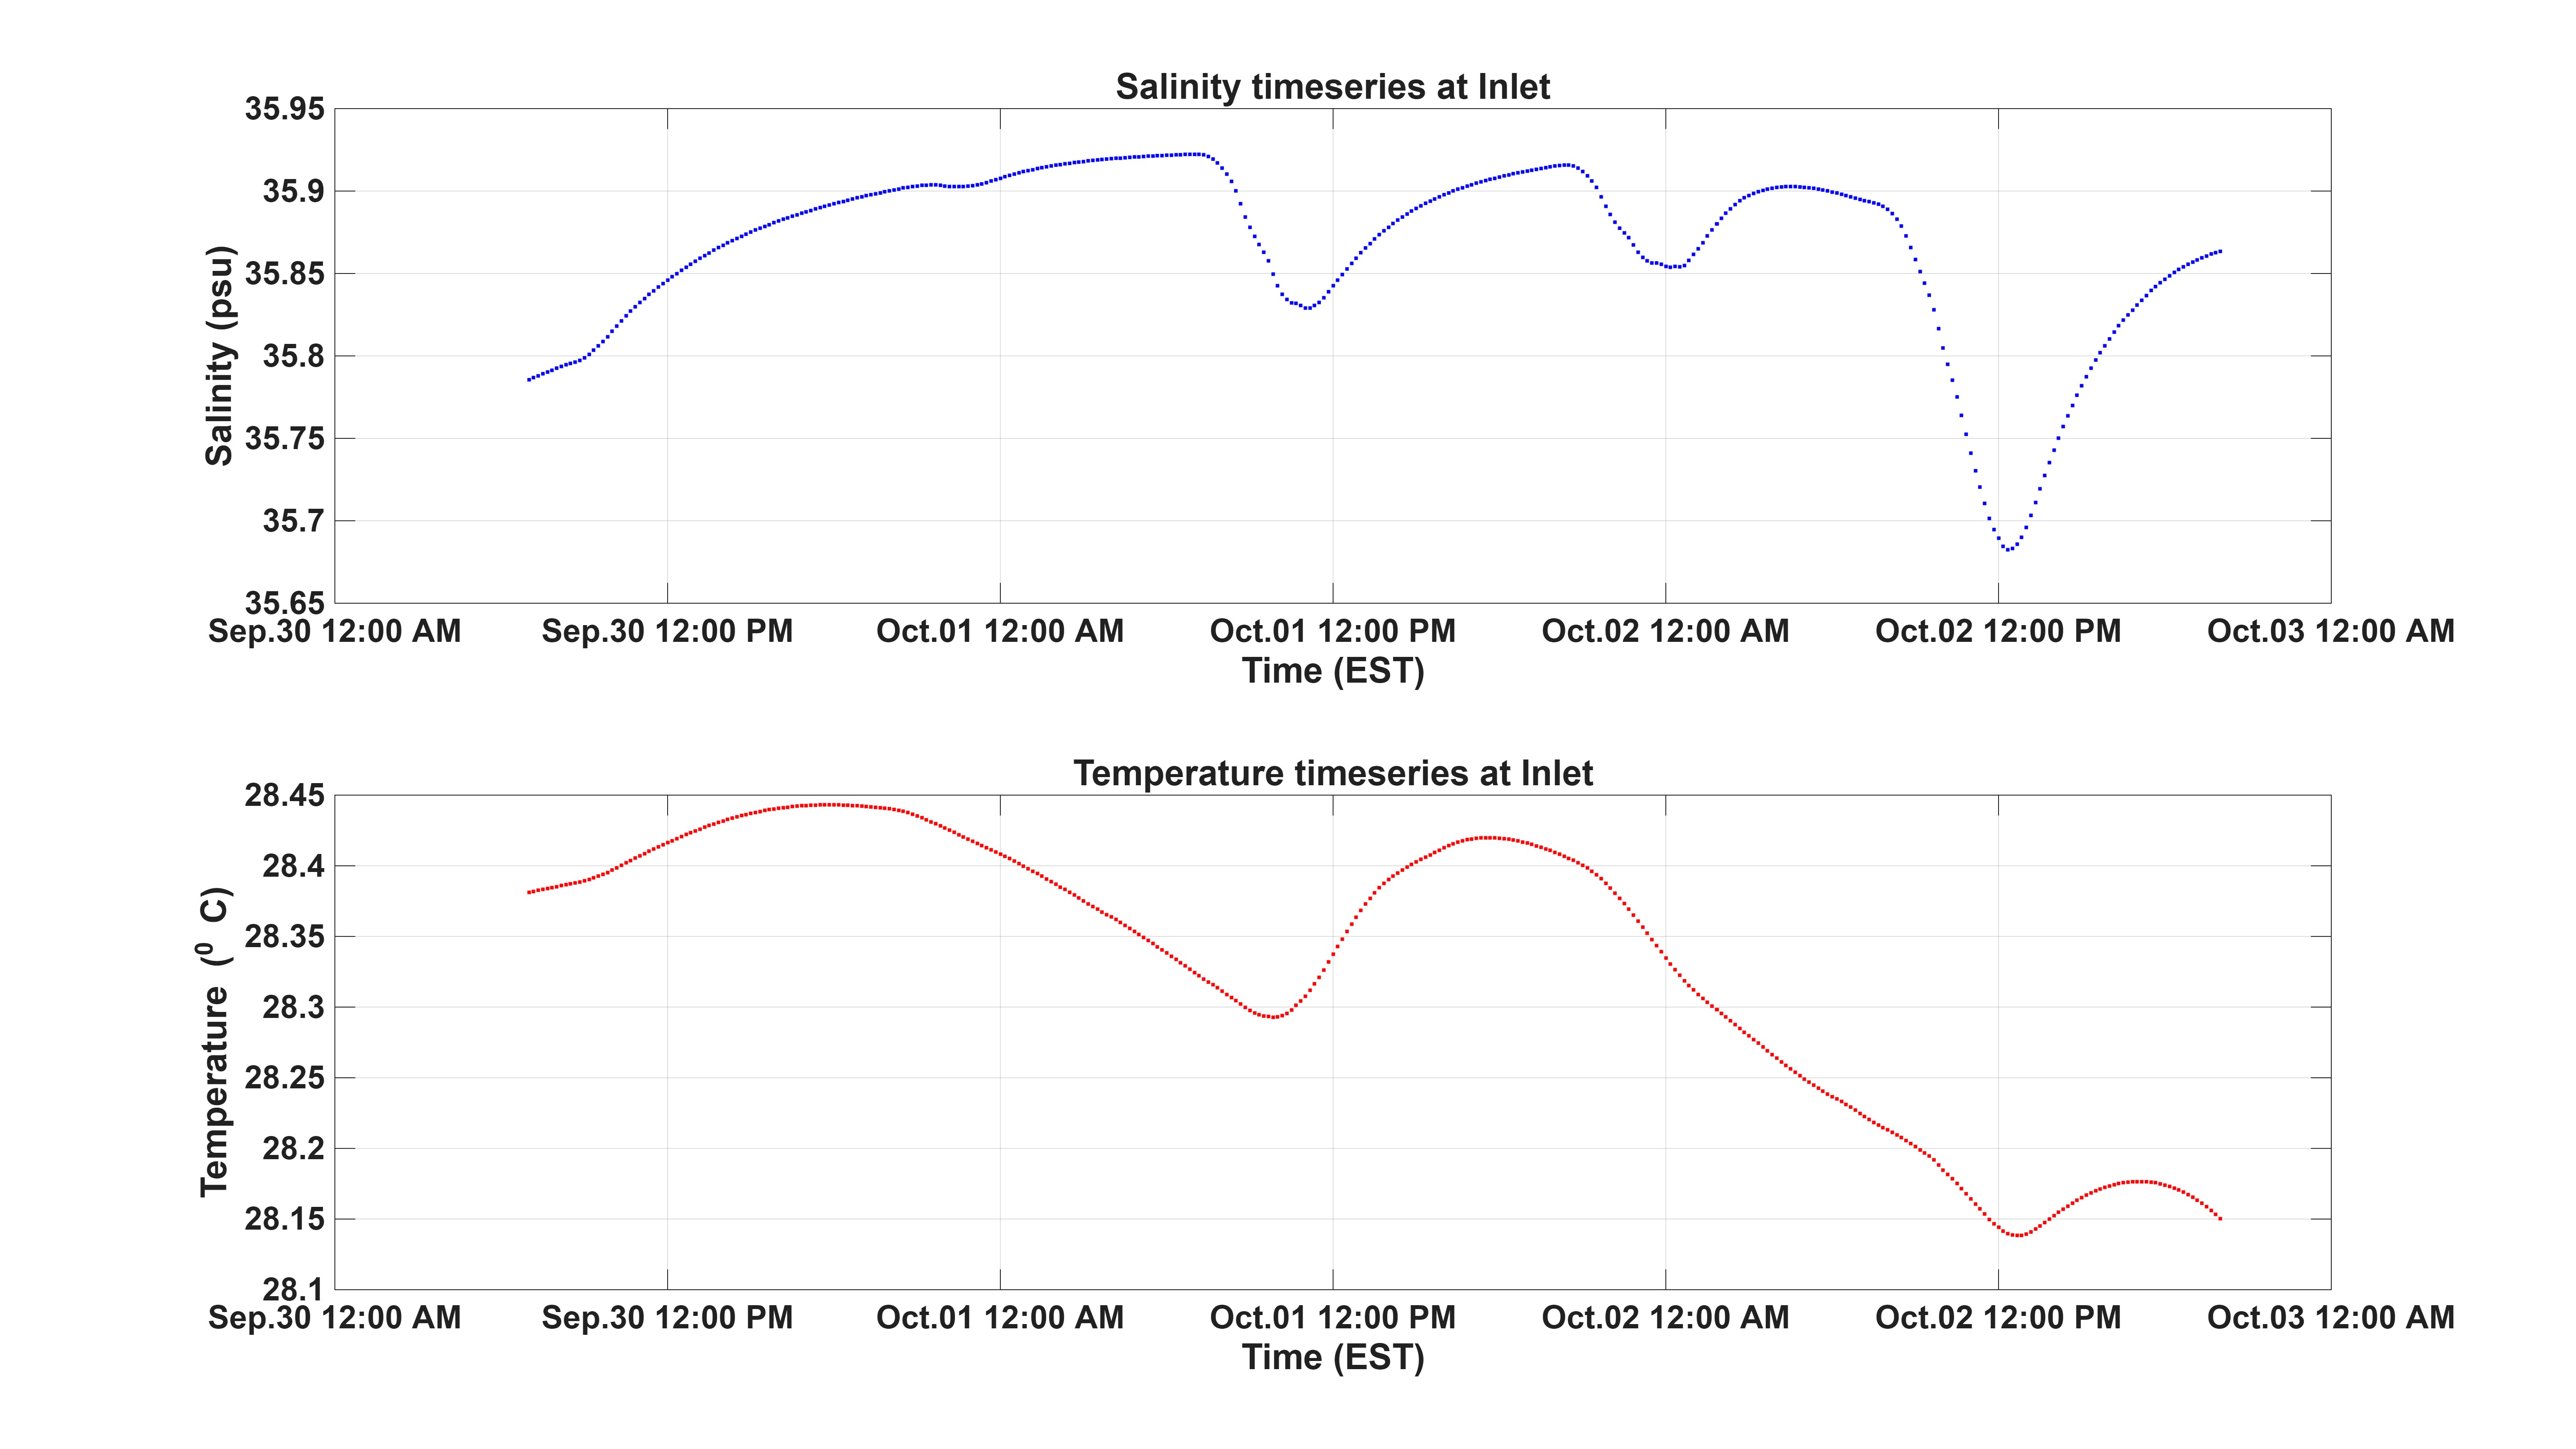 Salinity timeseries at Inlet
Salinity (psu)
35.95
35.9
35.85
35.8
35.75
35.7
35.65
Sep.30 12:00 AM Sep.30 12:00 PM Oct.01 12:00 AM Oct.01 12:00 PM Oct.02 12:00 AM Oct.02 12:00 PM Oct.03 12:00 AM
Time (EST)
Temperature timeseries at Inlet
Temperature (⁰ C)
28.45
28.4
28.35
28.3
28.25
28.2
28.15
28.1
Sep.30 12:00 AM Sep.30 12:00 PM Oct.01 12:00 AM Oct.01 12:00 PM Oct.02 12:00 AM Oct.02 12:00 PM Oct.03 12:00 AM
Time (EST)